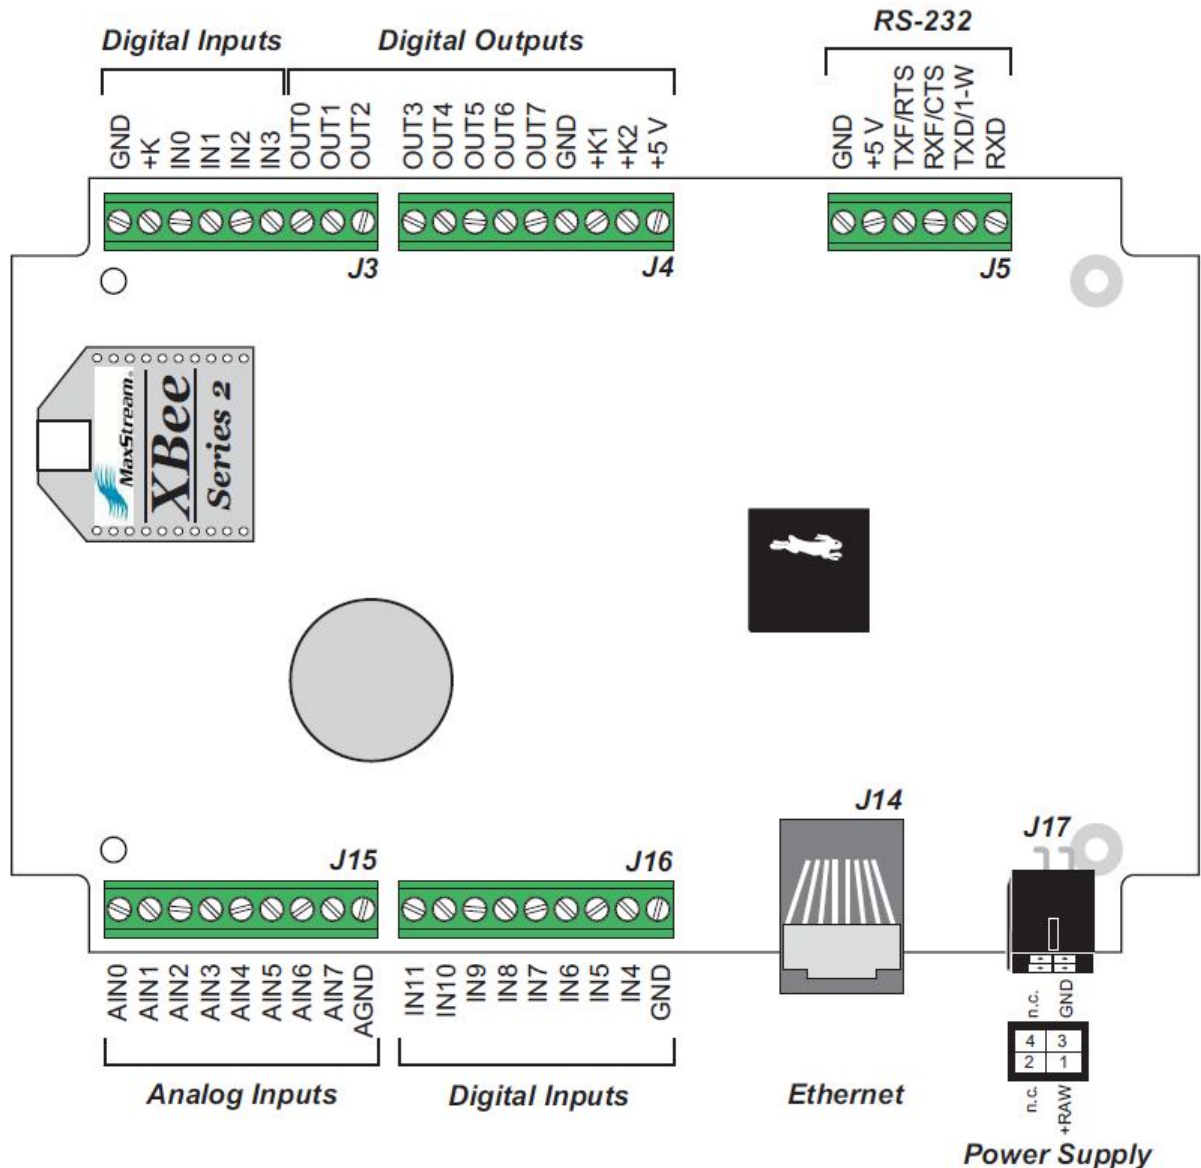 RS-232
Digital Inputs
Digital Outputs
GND
+K
IN0
IN1
IN2
IN3
OUT0
OUT1
OUT2
OUT3
OUT4
OUT5
OUT6
OUT7
GND
+K1
+K2
+5 V
GND
+5 V
TXF/RTS
RXF/CTS
TXD/1-W
RXD
J3
J4
J5
MaxStream
XBee
Series 2
J14
J17
J15
J16
AIN0
AIN1
AIN2
AIN3
AIN4
AIN5
AIN6
AIN7
AGND
IN11
IN10
IN9
IN8
IN7
IN6
IN5
IN4
GND
n.c.
GND
4 3
2 1
n.c.
+RAW
Analog Inputs
Digital Inputs
Ethernet
Power Supply